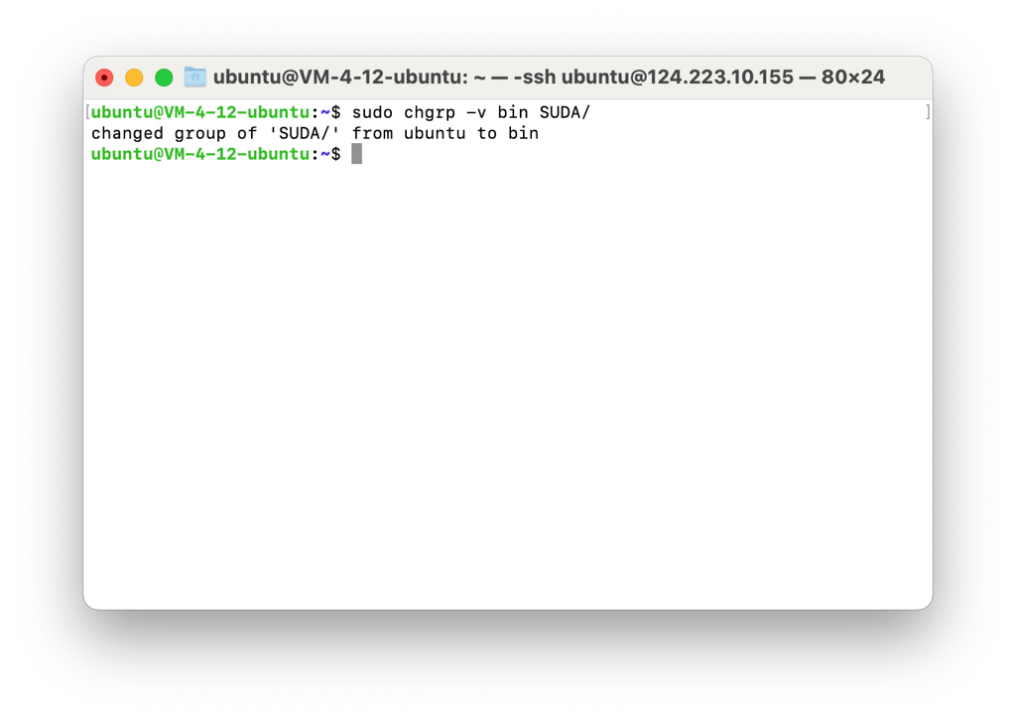 ubuntu@VM-4-12-ubuntu: ~ — -ssh ubuntu@124.223.10.155 — 80×24
[ubuntu@VM-4-12-ubuntu:~$ sudo chgrp -v bin SUDA/ ]
changed group of 'SUDA/' from ubuntu to bin
ubuntu@VM-4-12-ubuntu:~$